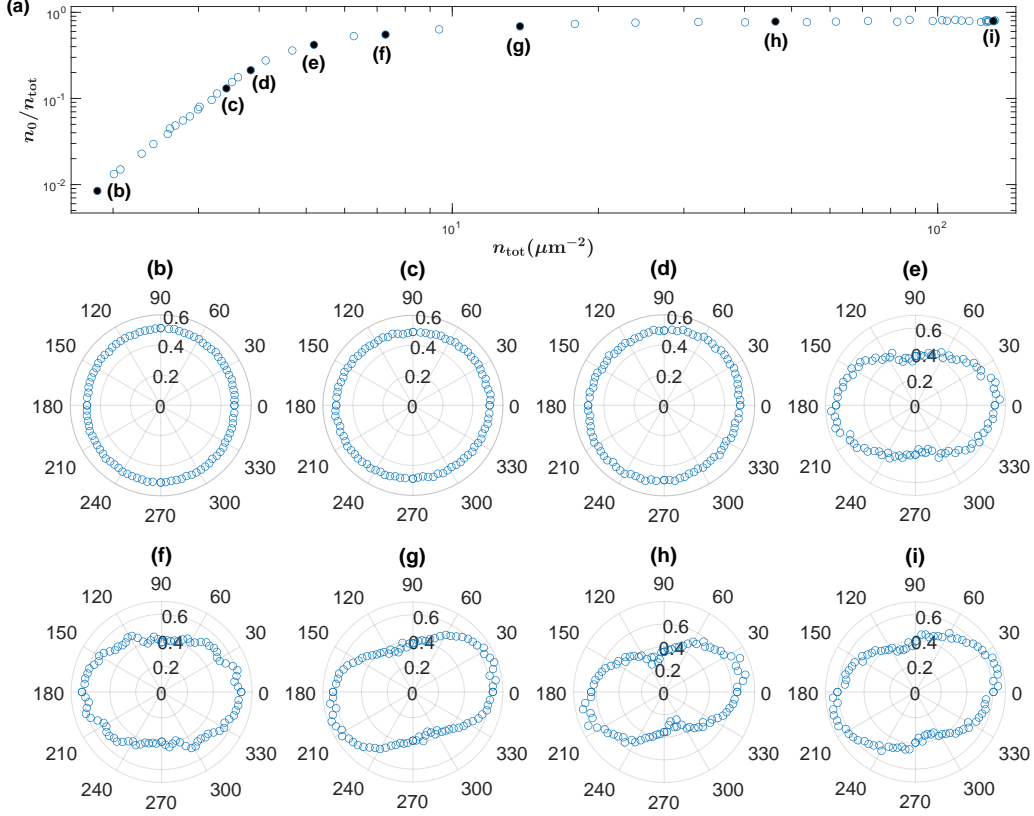 (a)
10⁰
10⁻¹
10⁻²
n₀/n_tot
(b)
(c)
(d)
(e)
(f)
(g)
(h)
(i)
10¹
10²
n_tot(μm⁻²)
(b) (c) (d) (e)
90 90 90 90
120 60 120 60 120 60 120 60
0.6 0.6 0.6 0.6
150 30 150 30 150 30 150 30
0.4 0.4 0.4 0.4
0.2 0.2 0.2 0.2
180 0 0 180 0 0 180 0 0 180 0 0
210 330 210 330 210 330 210 330
240 300 240 300 240 300 240 300
270 270 270 270
(f) (g) (h) (i)
90 90 90 90
120 60 120 60 120 60 120 60
0.6 0.6 0.6 0.6
150 30 150 30 150 30 150 30
0.4 0.4 0.4 0.4
0.2 0.2 0.2 0.2
180 0 0 180 0 0 180 0 0 180 0 0
210 330 210 330 210 330 210 330
240 300 240 300 240 300 240 300
270 270 270 270